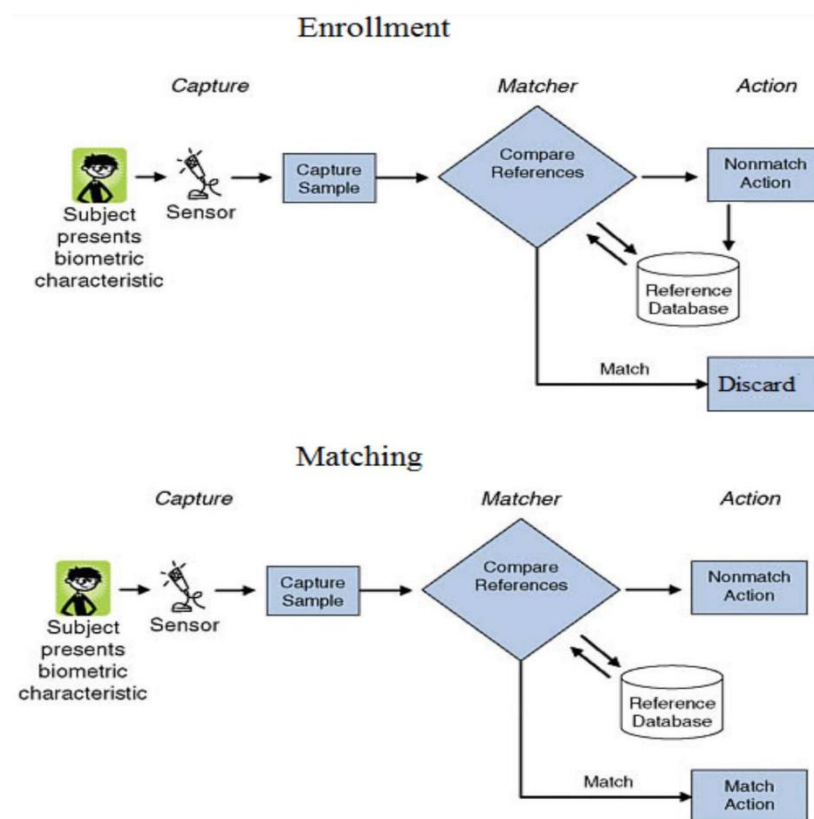 Enrollment
Capture
Matcher
Action
Subject
presents
biometric
characteristic
Sensor
Capture
Sample
Compare
References
Nonmatch
Action
Reference
Database
Match
Discard
Matching
Capture
Matcher
Action
Subject
presents
biometric
characteristic
Sensor
Capture
Sample
Compare
References
Nonmatch
Action
Reference
Database
Match
Match
Action